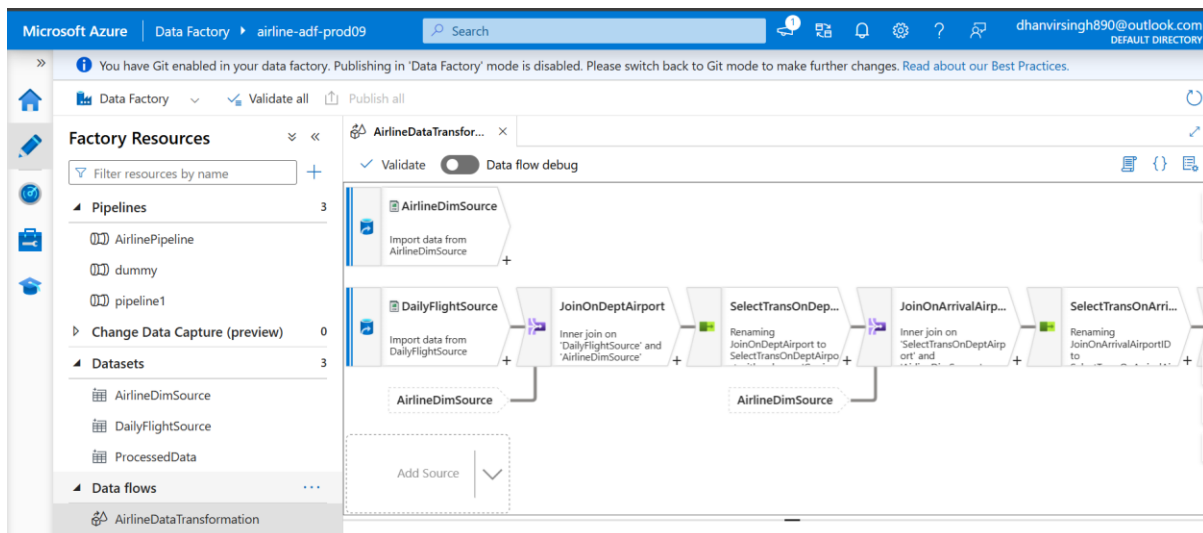 Microsoft Azure
Data Factory
airline-adf-prod09
Search
1
dhanvirsingh890@outlook.com
DEFAULT DIRECTORY
You have Git enabled in your data factory. Publishing in 'Data Factory' mode is disabled. Please switch back to Git mode to make further changes. Read about our Best Practices.
Data Factory
Validate all
Publish all
Factory Resources
Filter resources by name
Pipelines 3
AirlinePipeline
dummy
pipeline1
Change Data Capture (preview) 0
Datasets 3
AirlineDimSource
DailyFlightSource
ProcessedData
Data flows
AirlineDataTransformation
AirlineDataTransfor...
Validate
Data flow debug
AirlineDimSource
Import data from
AirlineDimSource
DailyFlightSource
Import data from
DailyFlightSource
JoinOnDeptAirport
Inner join on
'DailyFlightSource' and
'AirlineDimSource'
SelectTransOnDep...
Renaming
JoinOnDeptAirport to
SelectTransOnDeptAirpo
JoinOnArrivalAirp...
Inner join on
'SelectTransOnDeptAirp
ort' and
SelectTransOnArri...
Renaming
JoinOnArrivalAirportID
to
AirlineDimSource
AirlineDimSource
Add Source